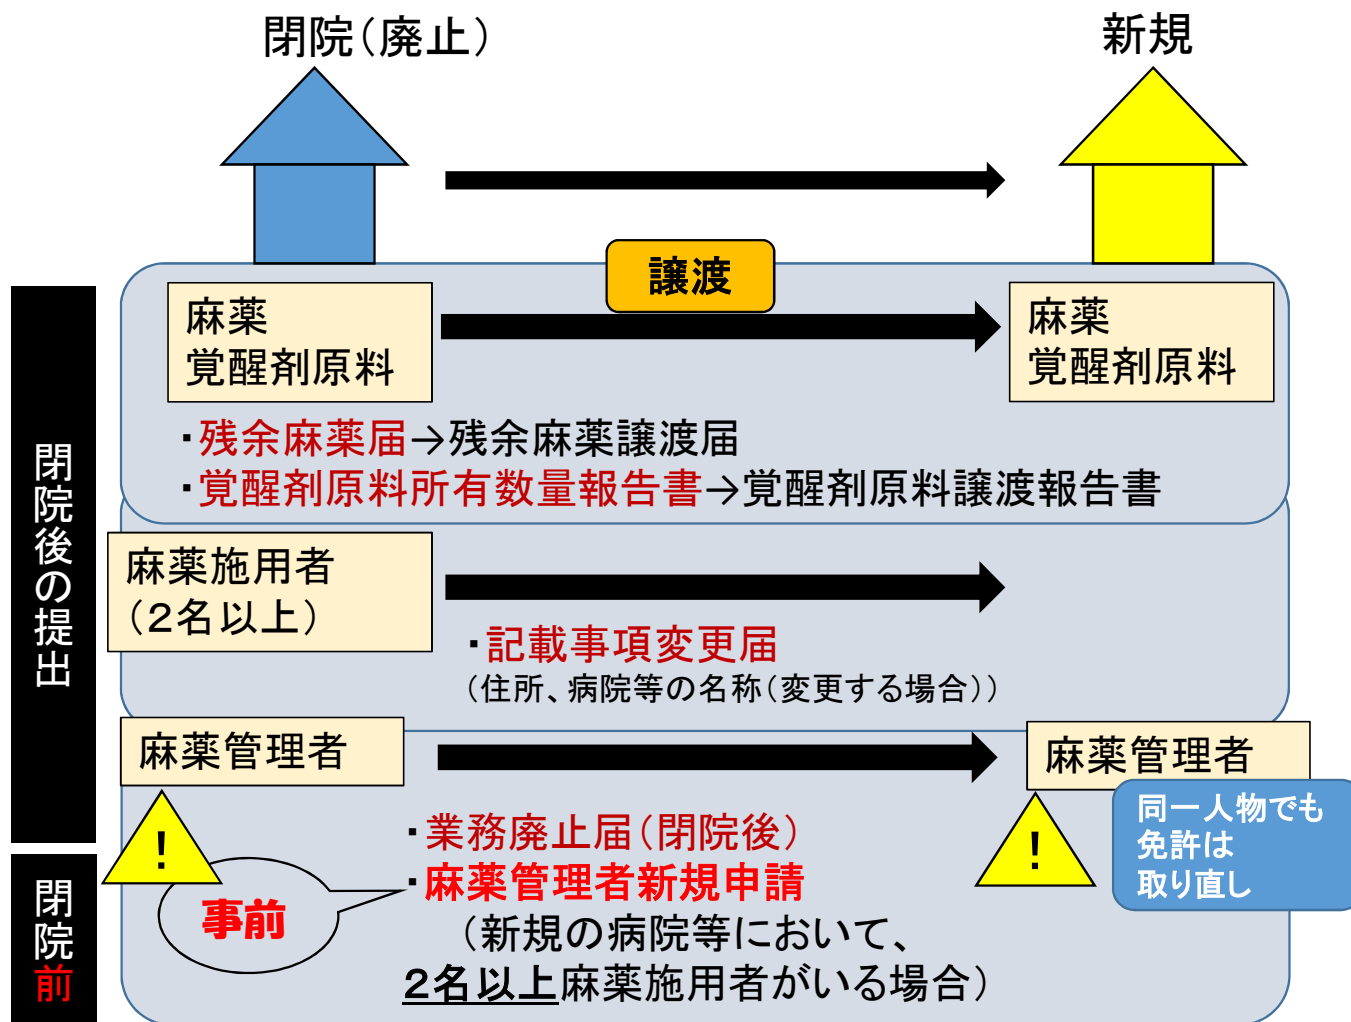 閉院（廃止）
新規
譲渡
麻薬
覚醒剤原料
麻薬
覚醒剤原料
・残余麻薬届→残余麻薬譲渡届
・覚醒剤原料所有数量報告書→覚醒剤原料譲渡報告書
閉院後の提出
麻薬施用者
（２名以上）
・記載事項変更届
（住所、病院等の名称（変更する場合））
麻薬管理者
麻薬管理者
!
!
同一人物でも
免許は
取り直し
・業務廃止届（閉院後）
・麻薬管理者新規申請
事前
（新規の病院等において、
２名以上麻薬施用者がいる場合）
閉院前